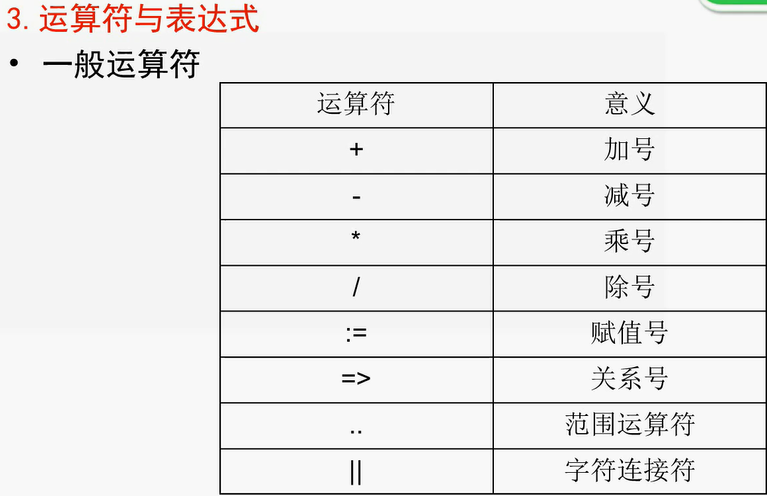 3. 运算符与表达式
• 一般运算符
运算符 意义
+ 加号
- 减号
* 乘号
/ 除号
:= 赋值号
=> 关系号
.. 范围运算符
|| 字符连接符